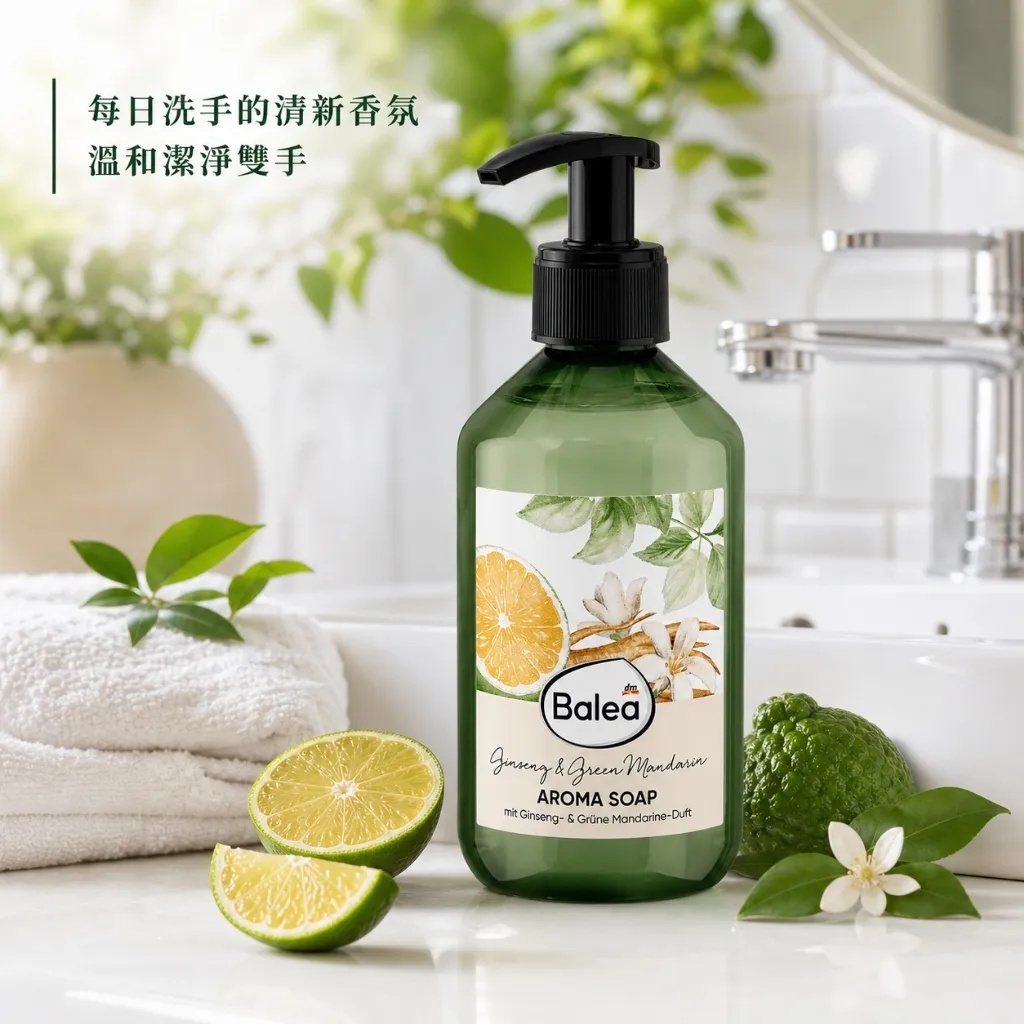 每日洗手的清新香氛
溫和潔淨雙手
dm
Balea
Ginseng & Green Mandarin
AROMA SOAP
mit Ginseng- & Grüne Mandarine-Duft